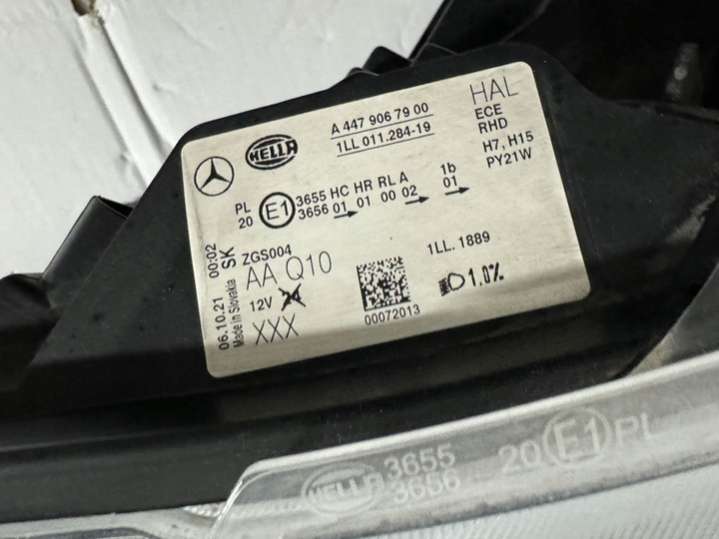 HELLA
A 447 906 79 00
1LL 011.284-19
HAL
ECE
RHD
H7, H15
PY21W
PL
20
E1
3655 HC HR RL A
3656 01 01 00 02
1b
01
06.10.21 00:02
Made in Slovakia SK
ZGS004
AA Q10
12V
XXX
00072013
1LL. 1889
1.0%
HELLA
3655
3656
20 E1 PL